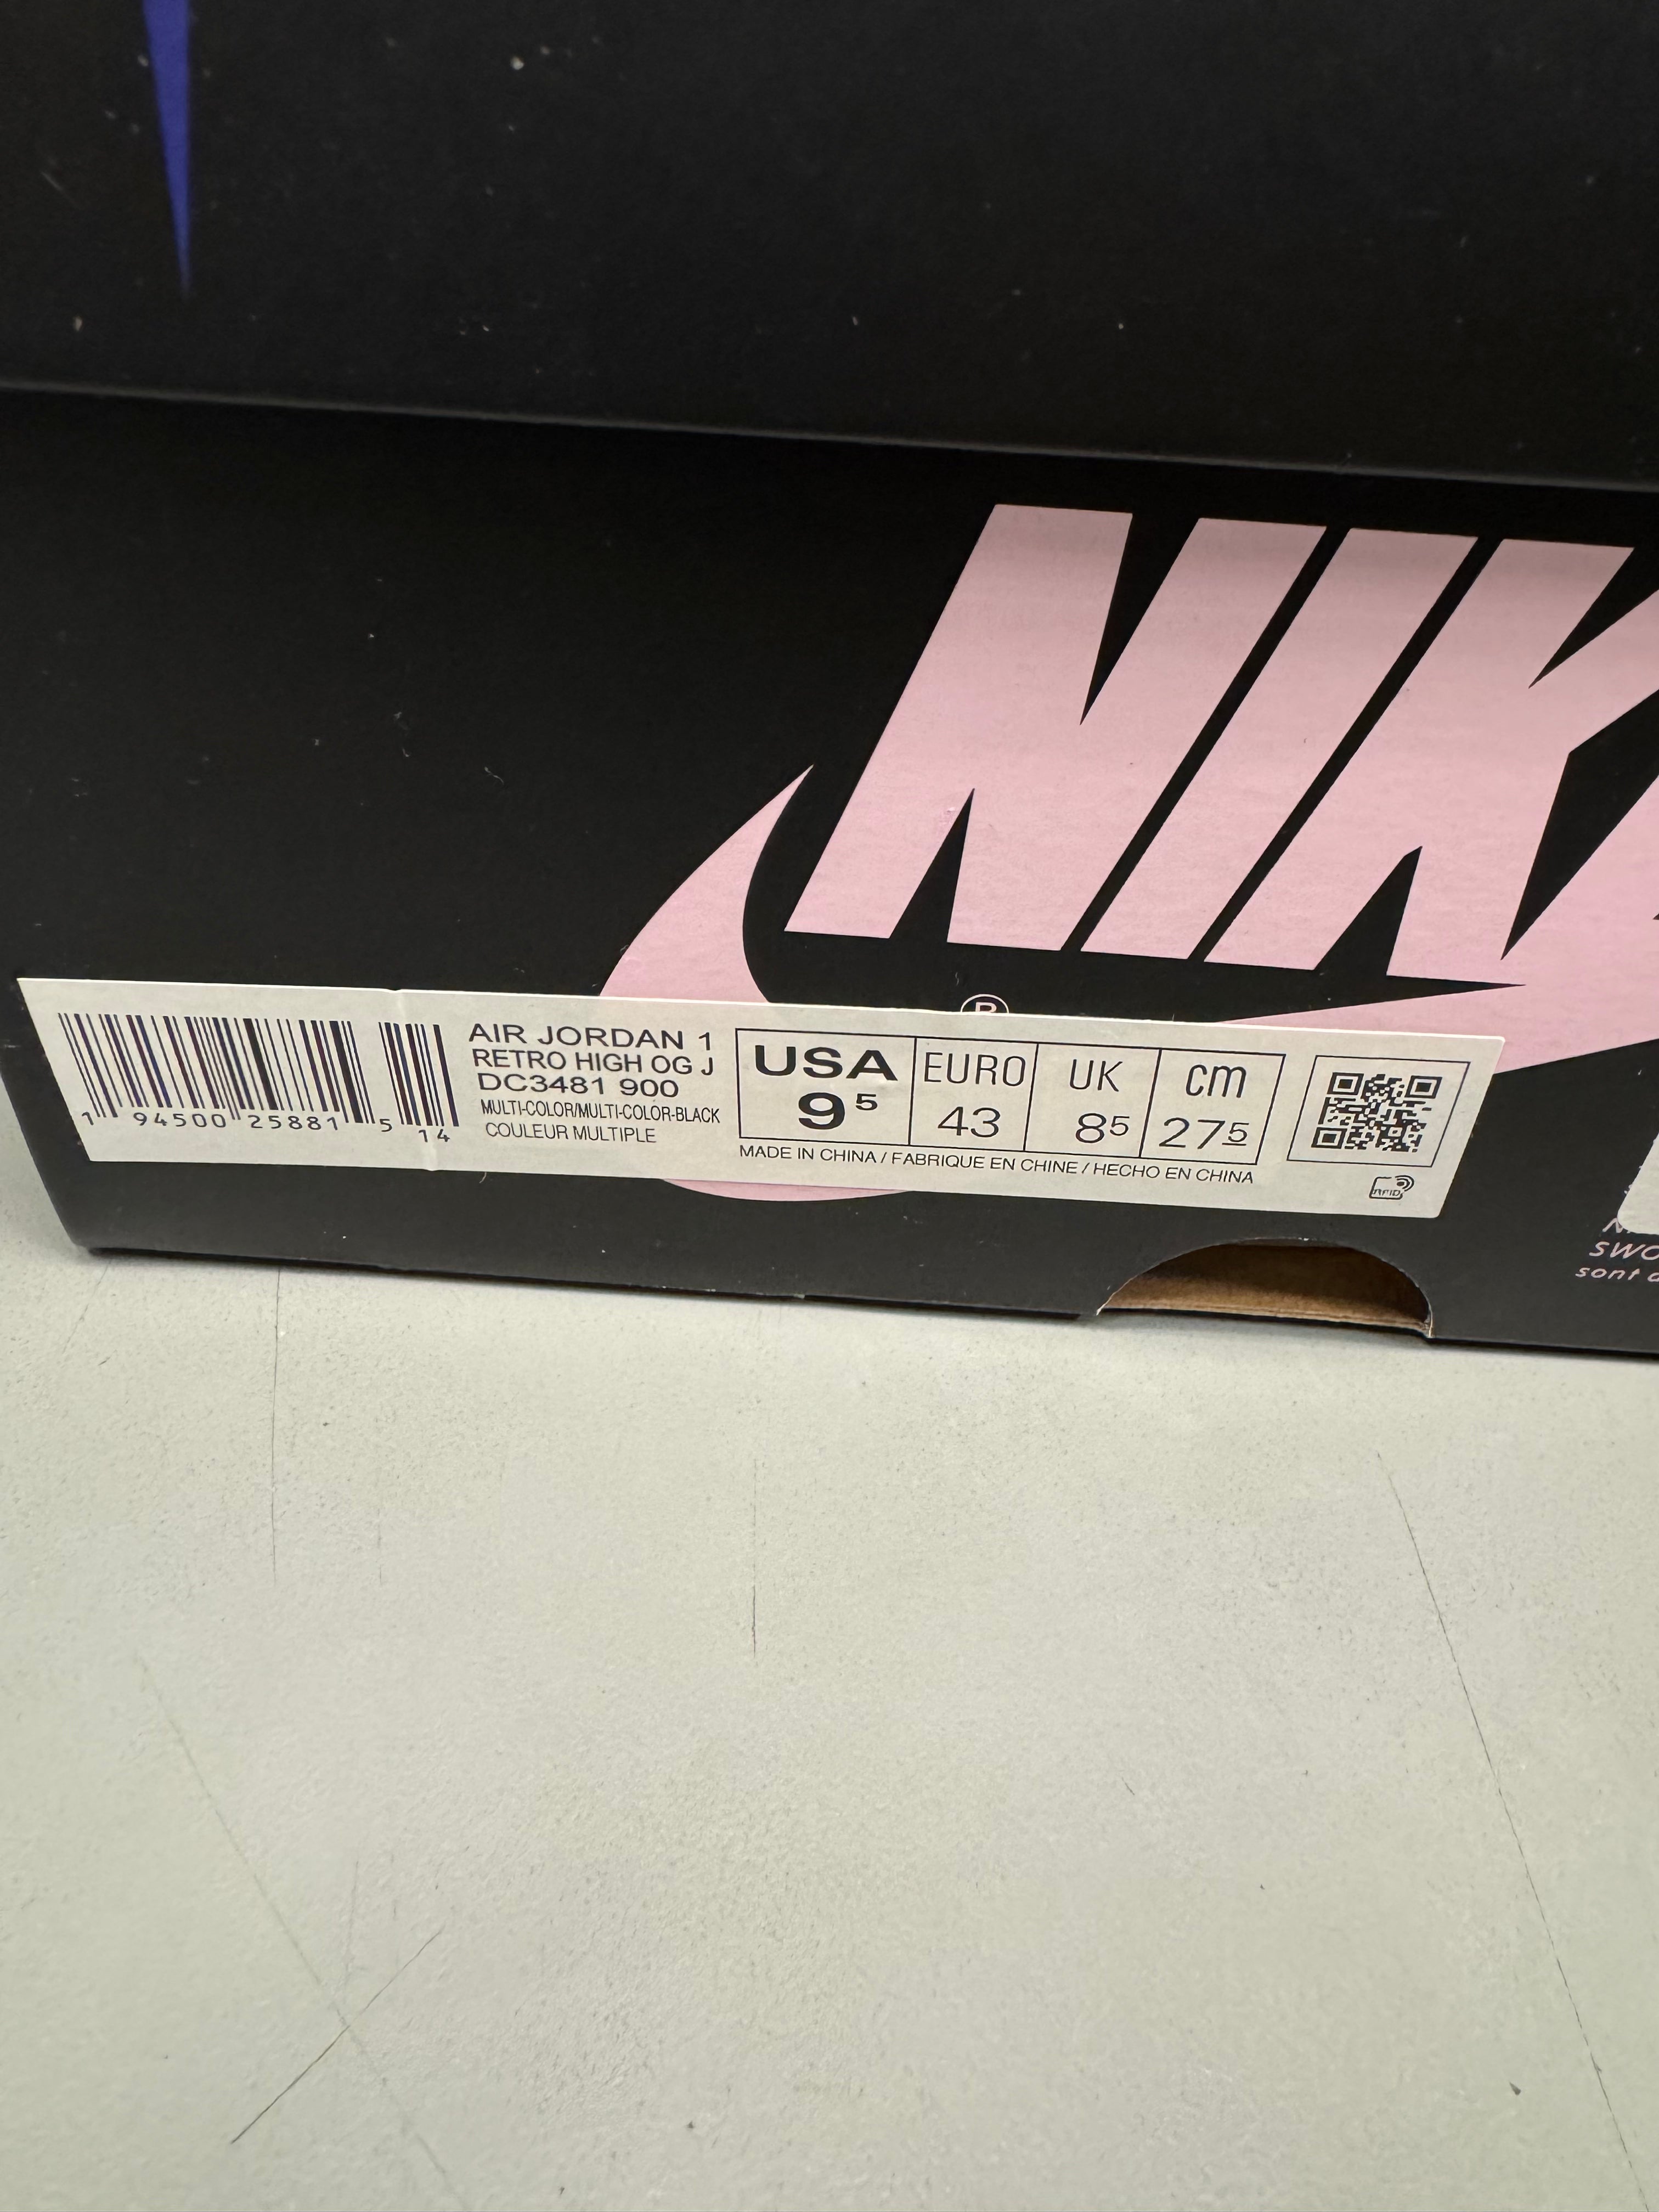 NIK
®
AIR JORDAN 1
RETRO HIGH OG J
DC3481 900
MULTI-COLOR/MULTI-COLOR-BLACK
COULEUR MULTIPLE
1 94500 25881 5 14
USA EURO UK cm
9⁵ 43 8⁵ 27⁵
MADE IN CHINA / FABRIQUE EN CHINE / HECHO EN CHINA
RFID
SWO
sont